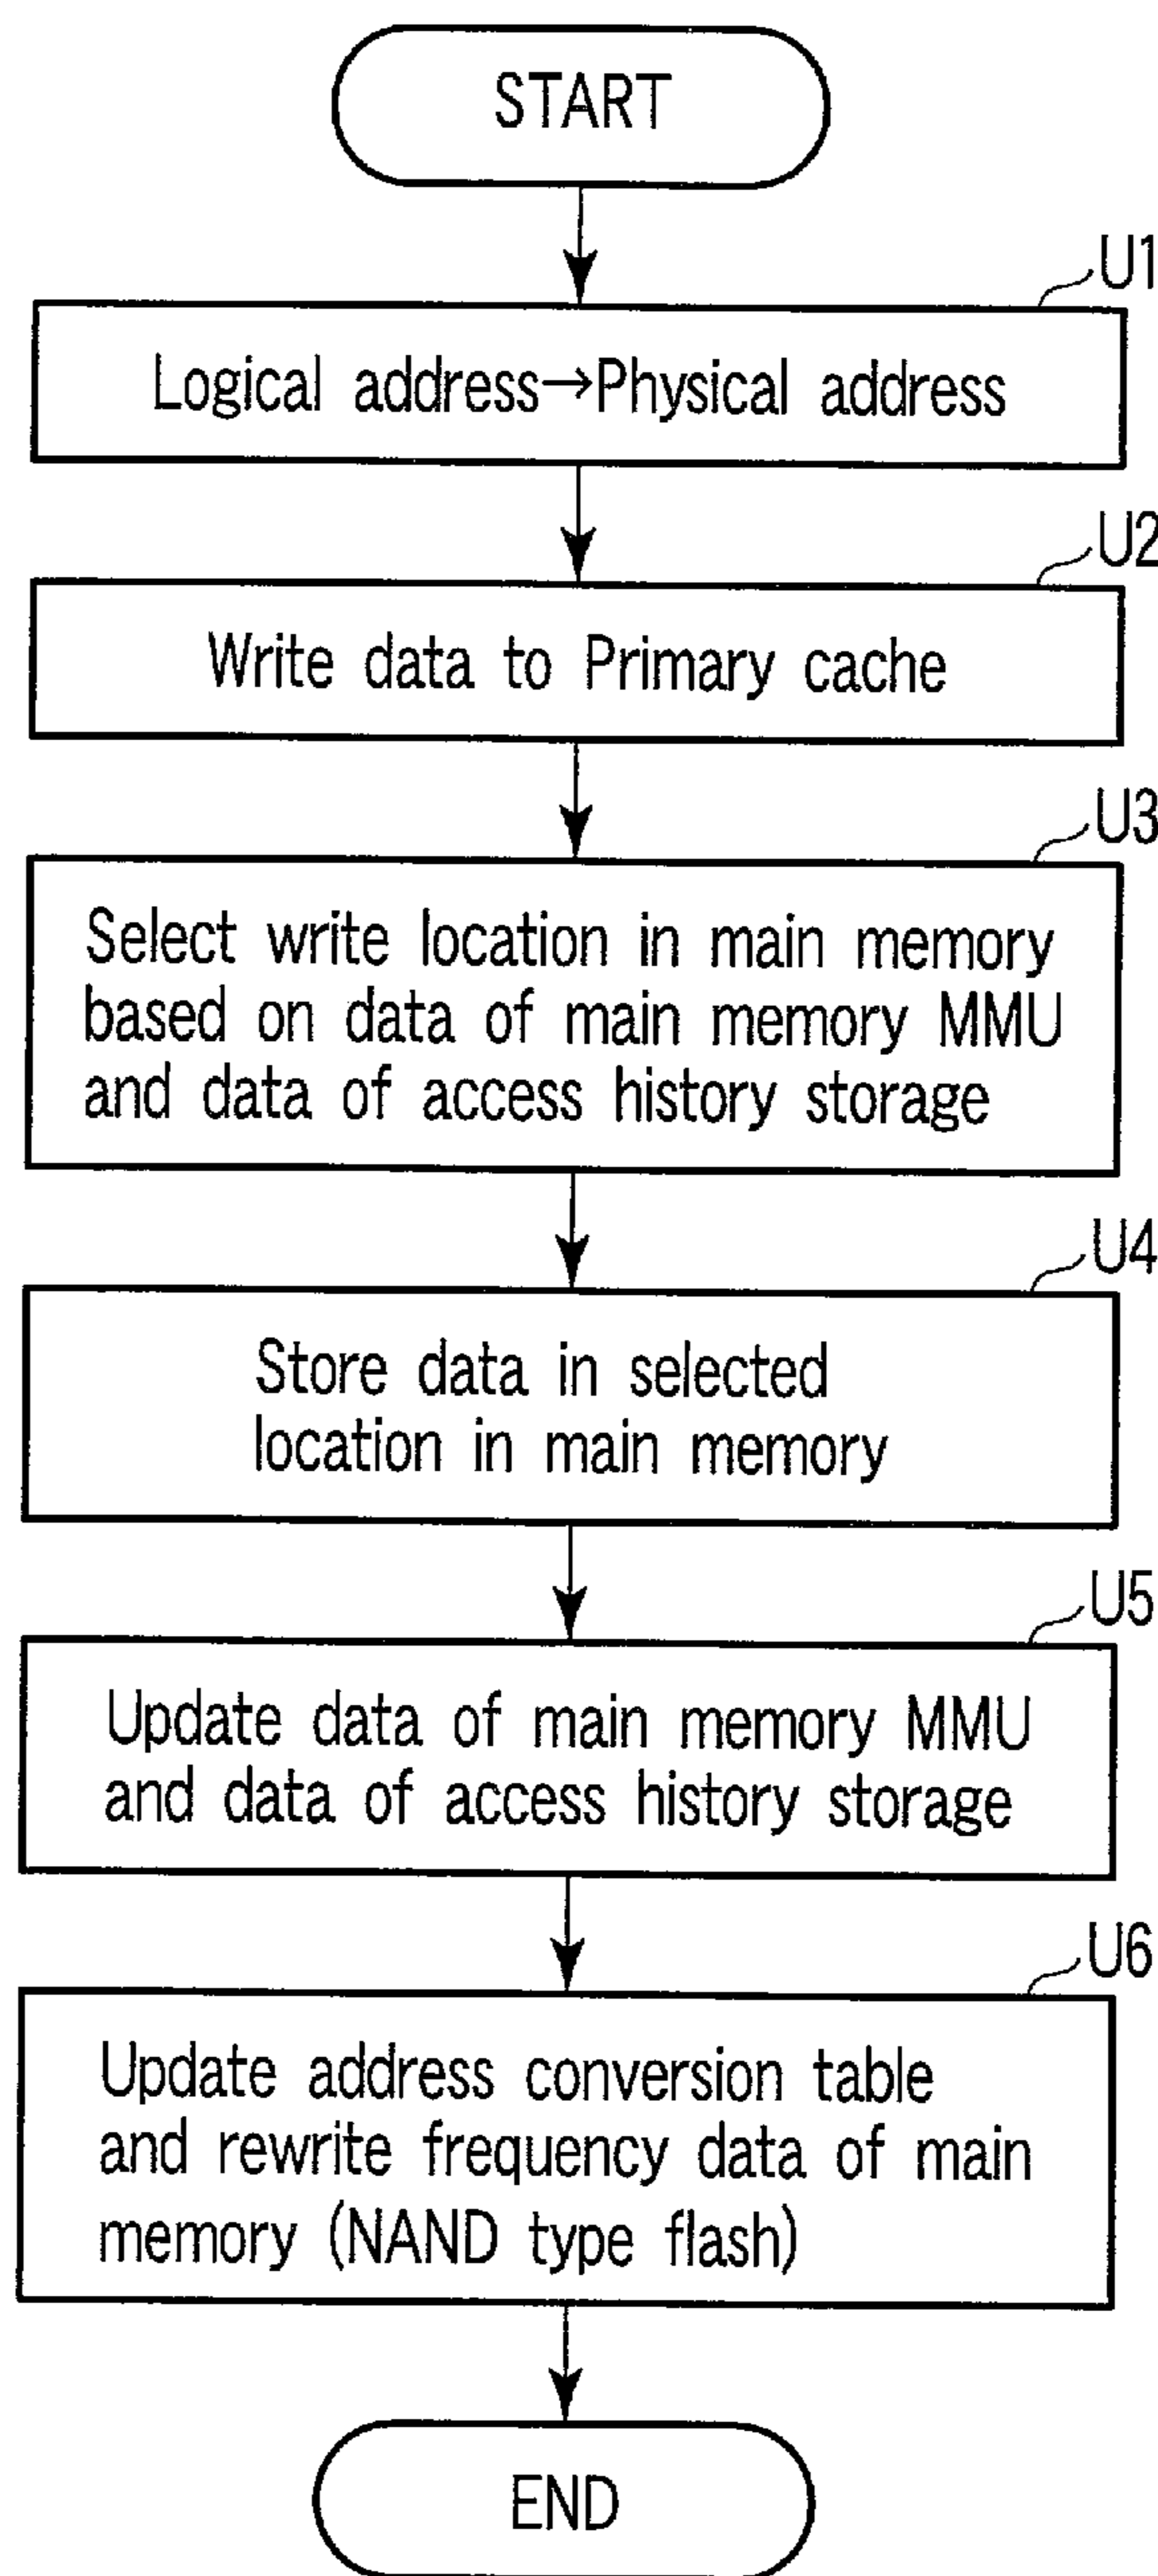 START
U1
Logical address→Physical address
U2
Write data to Primary cache
U3
Select write location in main memory
based on data of main memory MMU
and data of access history storage
U4
Store data in selected
location in main memory
U5
Update data of main memory MMU
and data of access history storage
U6
Update address conversion table
and rewrite frequency data of main
memory (NAND type flash)
END